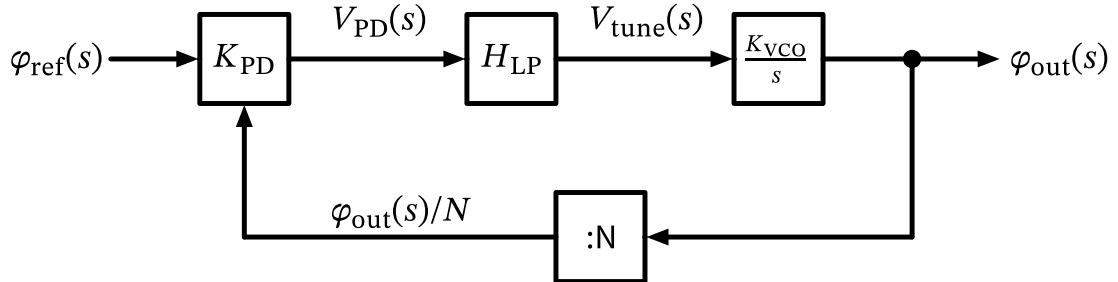 V_PD(s) V_tune(s)
φ_ref(s) K_PD H_LP K_VCO/s φ_out(s)
φ_out(s)/N
:N